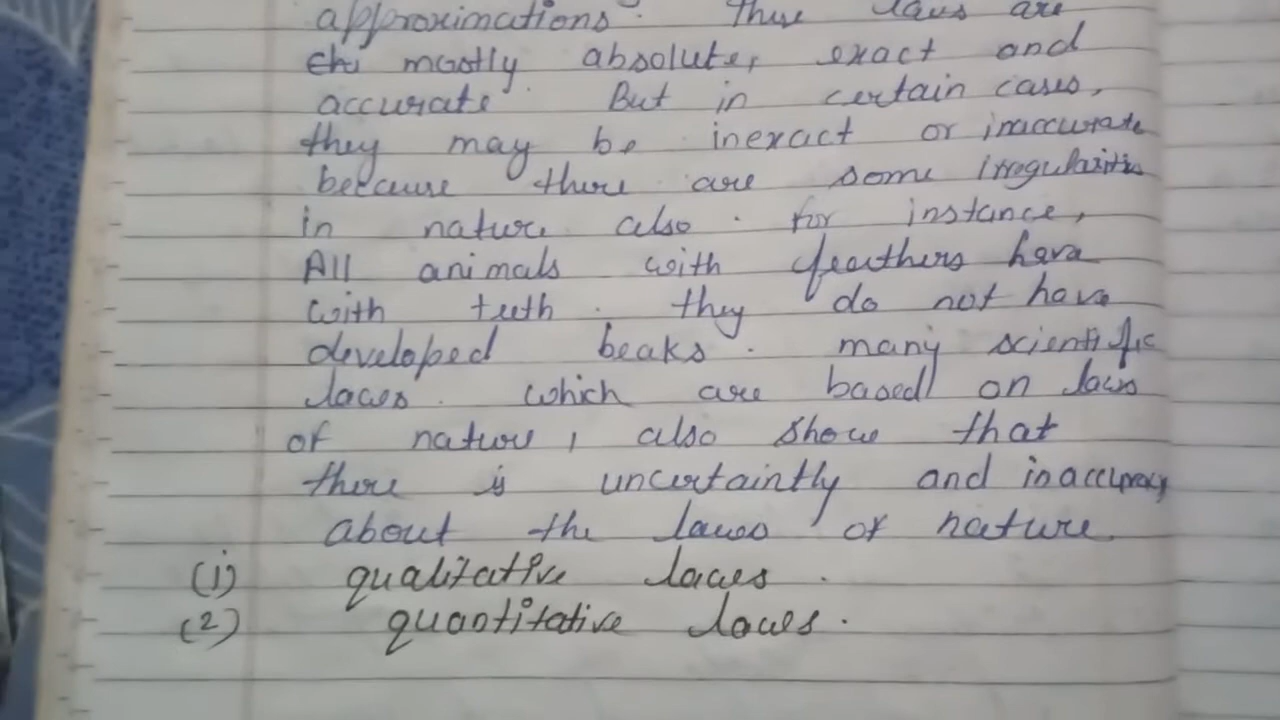 approximations. These laws are
mostly absolute, exact and
accurate. But in certain cases,
they may be inexact or inaccurate
because there are some irregularities
in nature also. for instance,
All animals with feathers have
with teeth. they do not have
developed beaks. many scientific
laws. which are based on laws
of nature, also show that
there is uncertaintly and inaccuracy
about the laws of nature.
(i) qualitative laws.
(2) quantitative laws.